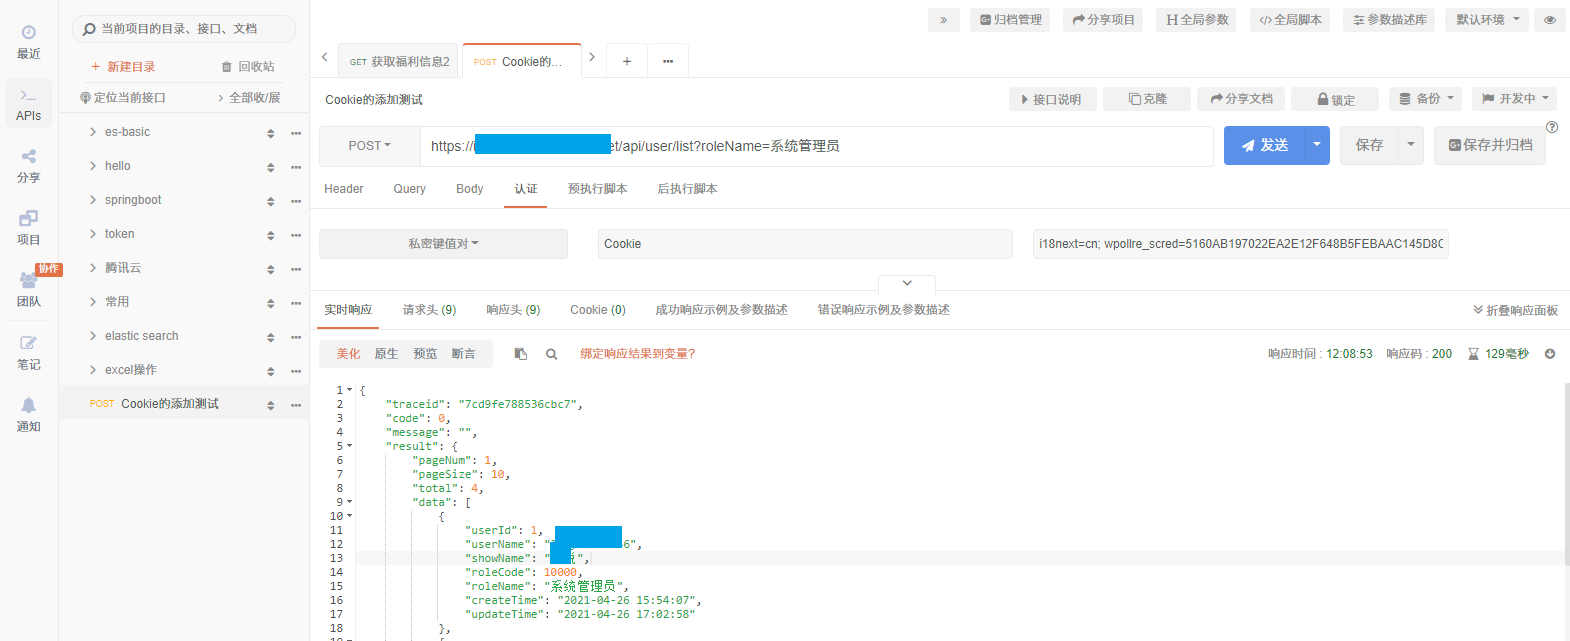 最近
APIs
分享
项目
协作
团队
笔记
通知
当前项目的目录、接口、文档
+ 新建目录
回收站
定位当前接口
全部收/展
es-basic
hello
springboot
token
腾讯云
常用
elastic search
excel操作
POST Cookie的添加测试
» 归档管理 分享项目 H全局参数 </>全局脚本 参数描述库 默认环境
GET 获取福利信息2 POST Cookie的... + ...
Cookie的添加测试
接口说明 克隆 分享文档 锁定 备份 开发中
POST https://i et/api/user/list?roleName=系统管理员
发送 保存 保存并归档
Header Query Body 认证 预执行脚本 后执行脚本
私密键值对 Cookie i18next=cn; wpollre_scred=5160AB197022EA2E12F648B5FEBAAC145D8C
实时响应 请求头 (9) 响应头 (9) Cookie (0) 成功响应示例及参数描述 错误响应示例及参数描述 折叠响应面板
美化 原生 预览 断言 绑定响应结果到变量?
响应时间 : 12:08:53 响应码 : 200 129毫秒
1 {
2 "traceid": "7cd9fe788536cbc7",
3 "code": 0,
4 "message": "",
5 "result": {
6 "pageNum": 1,
7 "pageSize": 10,
8 "total": 4,
9 "data": [
10 {
11 "userId": 1,
12 "userName": " 6",
13 "showName": " ",
14 "roleCode": 10000,
15 "roleName": "系统管理员",
16 "createTime": "2021-04-26 15:54:07",
17 "updateTime": "2021-04-26 17:02:58"
18 },